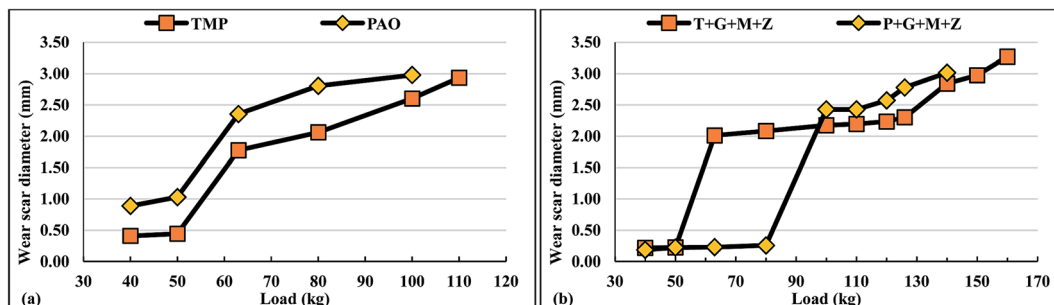 TMP PAO
3.50
3.00
2.50
2.00
1.50
1.00
0.50
0.00
Wear scar diameter (mm)
30 40 50 60 70 80 90 100 110 120
Load (kg)
(a)
T+G+M+Z P+G+M+Z
3.50
3.00
2.50
2.00
1.50
1.00
0.50
0.00
Wear scar diameter (mm)
30 50 70 90 110 130 150 170
Load (kg)
(b)